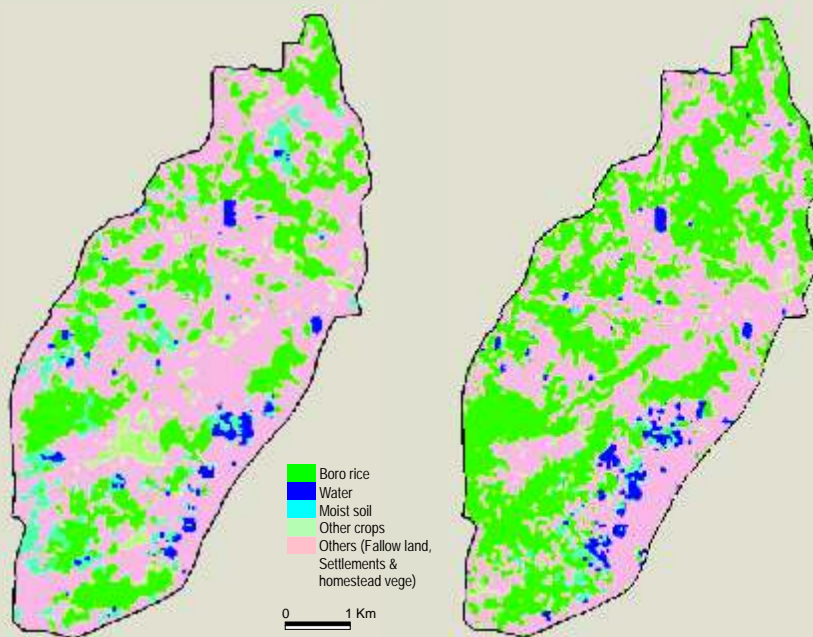 Boro rice
Water
Moist soil
Other crops
Others (Fallow land,
Settlements &
homestead vege)
0 1 Km